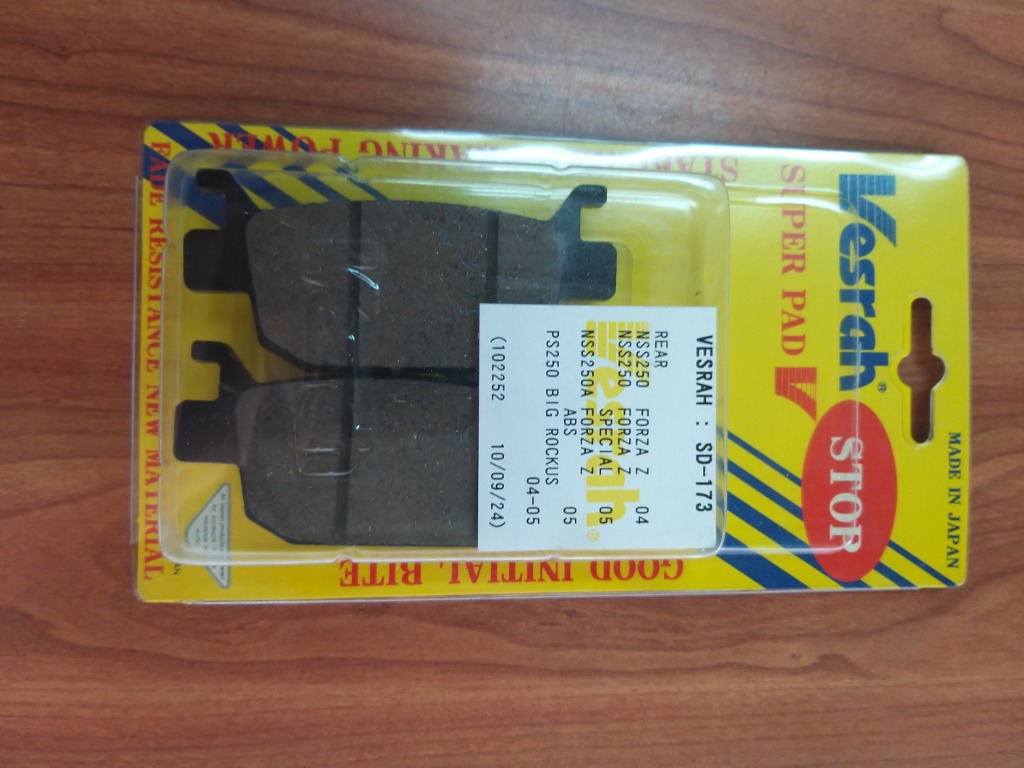 MADE IN JAPAN
Vesrah®
SUPER PAD V
STOP
FADE RESISTANCE NEW MATERIAL
GOOD INITIAL BITE
VESRAH : SD-173
REAR
NSS250 FORZA Z 04
NSS250 FORZA Z
SPECIAL 05
NSS250A FORZA Z
ABS 05
PS250 BIG ROCKUS
04-05
(102252 10/09/24)